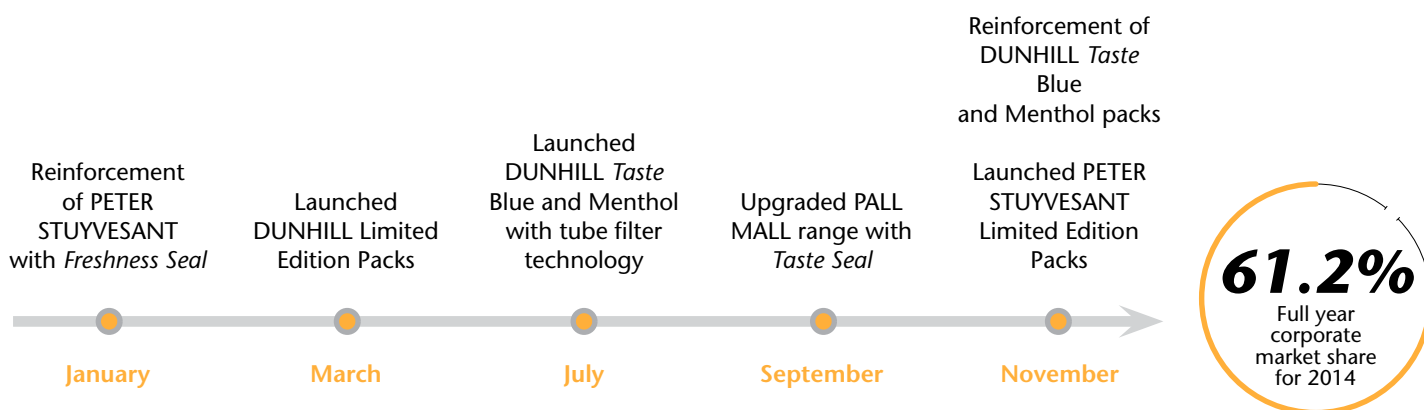 Reinforcement
of PETER
STUYVESANT
with Freshness Seal
January
Launched
DUNHILL Limited
Edition Packs
March
Launched
DUNHILL Taste
Blue and Menthol
with tube filter
technology
July
Upgraded PALL
MALL range with
Taste Seal
September
Reinforcement of
DUNHILL Taste
Blue
and Menthol packs
Launched PETER
STUYVESANT
Limited Edition
Packs
November
61.2%
Full year
corporate
market share
for 2014